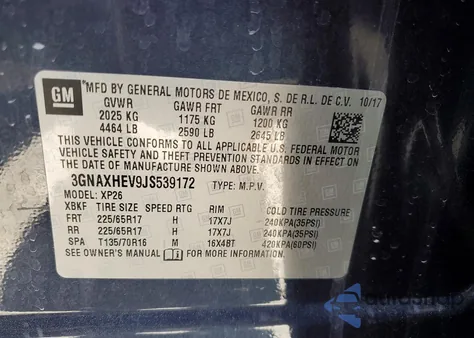 GM
MFD BY GENERAL MOTORS DE MEXICO, S. DE R.L. DE C.V. 10/17
GVWR GAWR FRT GAWR RR
2025 KG 1175 KG 1200 KG
4464 LB 2590 LB 2645 LB
THIS VEHICLE CONFORMS TO ALL APPLICABLE U.S. FEDERAL MOTOR
VEHICLE SAFETY AND THEFT PREVENTION STANDARDS IN EFFECT ON
THE DATE OF MANUFACTURE SHOWN ABOVE.
3GNAXHEV9JS539172 TYPE: M.P.V.
MODEL: XP26
XBKF TIRE SIZE SPEED RTG RIM COLD TIRE PRESSURE
FRT 225/65R17 H 17X7J 240KPA(35PSI)
RR 225/65R17 H 17X7J 240KPA(35PSI)
SPA T135/70R16 M 16X4BT 420KPA(60PSI)
SEE OWNER'S MANUAL FOR MORE INFORMATION.
autosnap